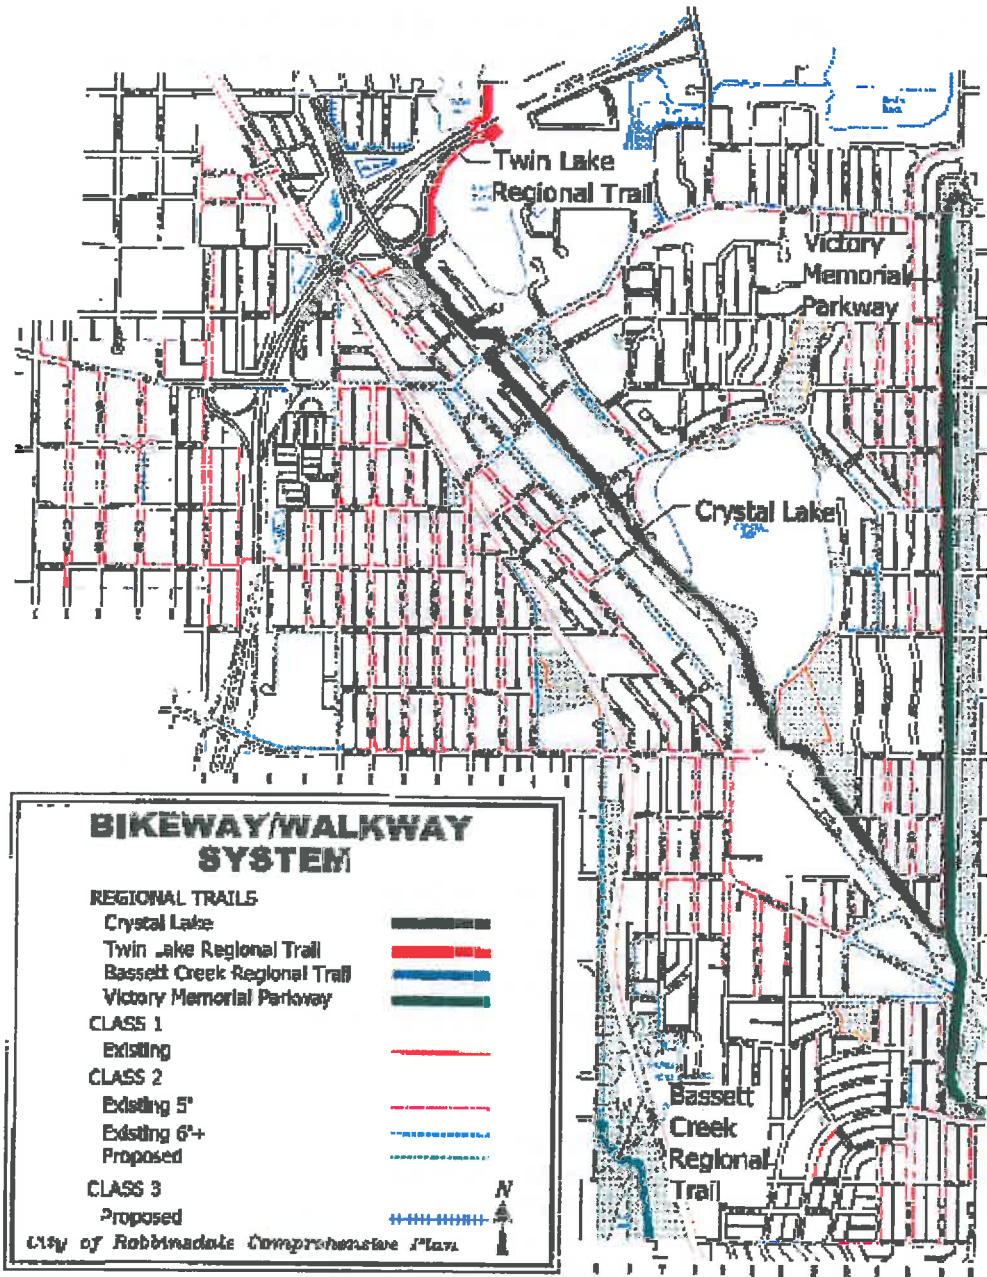 Twin Lake
Regional Trail
Victory
Memorial
Parkway
Crystal Lake
BIKEWAY/WALKWAY
SYSTEM
REGIONAL TRAILS
Crystal Lake
Twin Lake Regional Trail
Bassett Creek Regional Trail
Victory Memorial Parkway
CLASS 1
Existing
CLASS 2
Existing 5'
Existing 6'+
Proposed
CLASS 3
Proposed
N
City of Robbinsdale Comprehensive Plan
Bassett
Creek
Regional
Trail